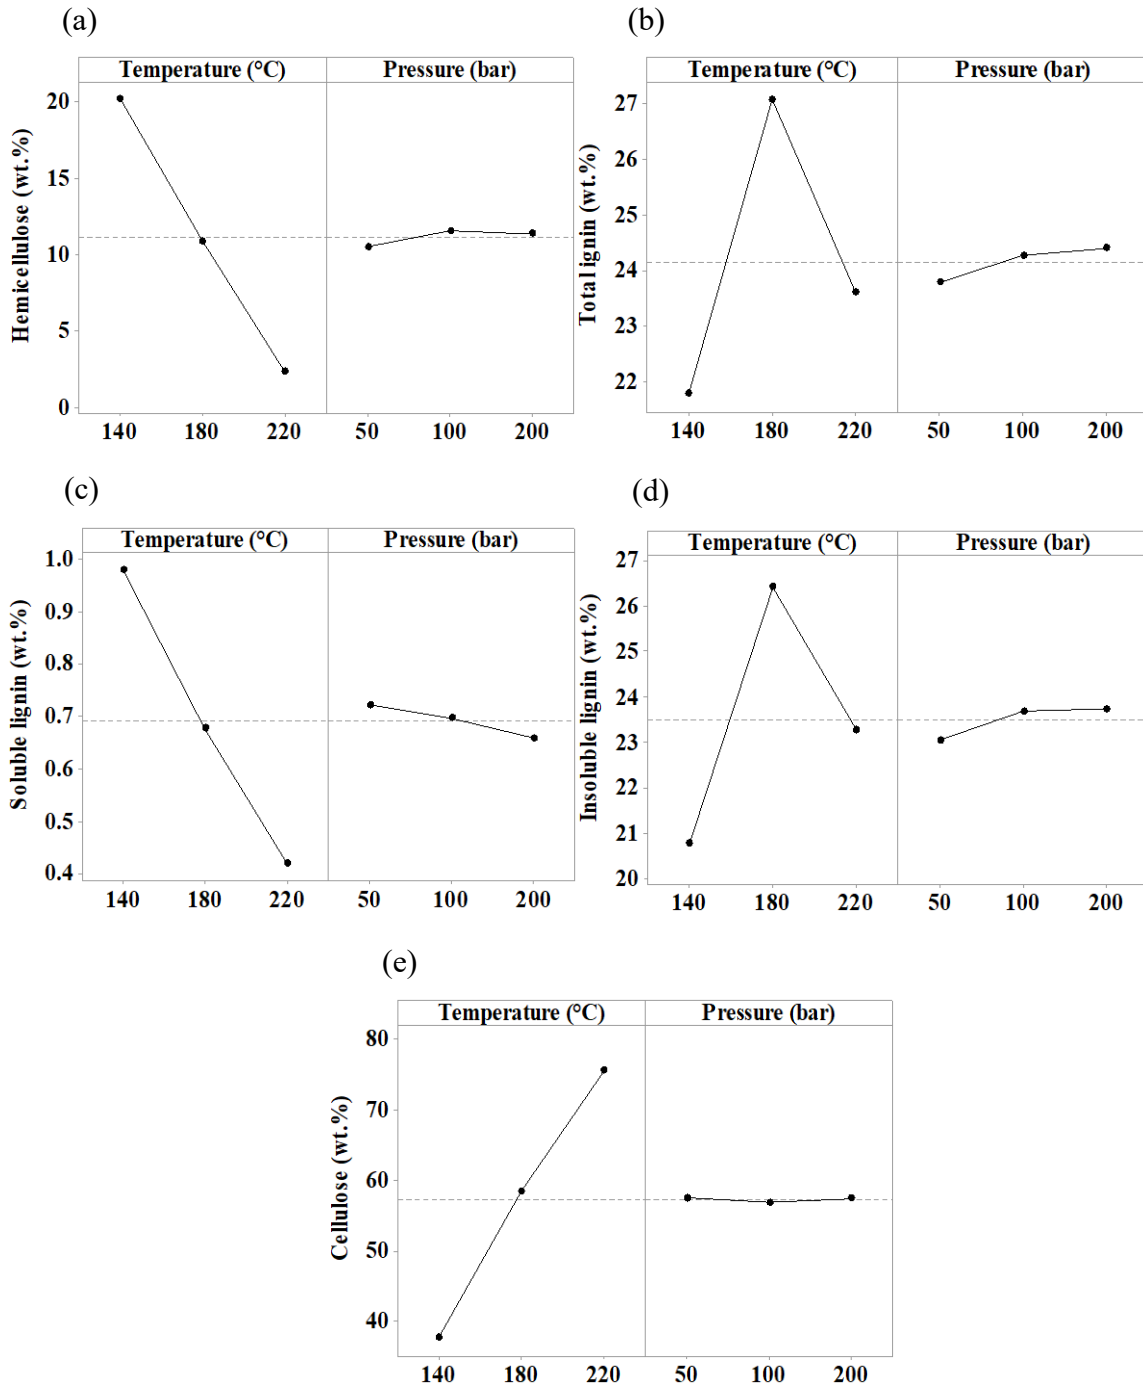 (a)
Temperature (°C) Pressure (bar)
Hemicellulose (wt.%)
20
15
10
5
0
140 180 220 50 100 200
(b)
Temperature (°C) Pressure (bar)
Total lignin (wt.%)
27
26
25
24
23
22
140 180 220 50 100 200
(c)
Temperature (°C) Pressure (bar)
Soluble lignin (wt.%)
1.0
0.9
0.8
0.7
0.6
0.5
0.4
140 180 220 50 100 200
(d)
Temperature (°C) Pressure (bar)
Insoluble lignin (wt.%)
27
26
25
24
23
22
21
20
140 180 220 50 100 200
(e)
Temperature (°C) Pressure (bar)
Cellulose (wt.%)
80
70
60
50
40
140 180 220 50 100 200